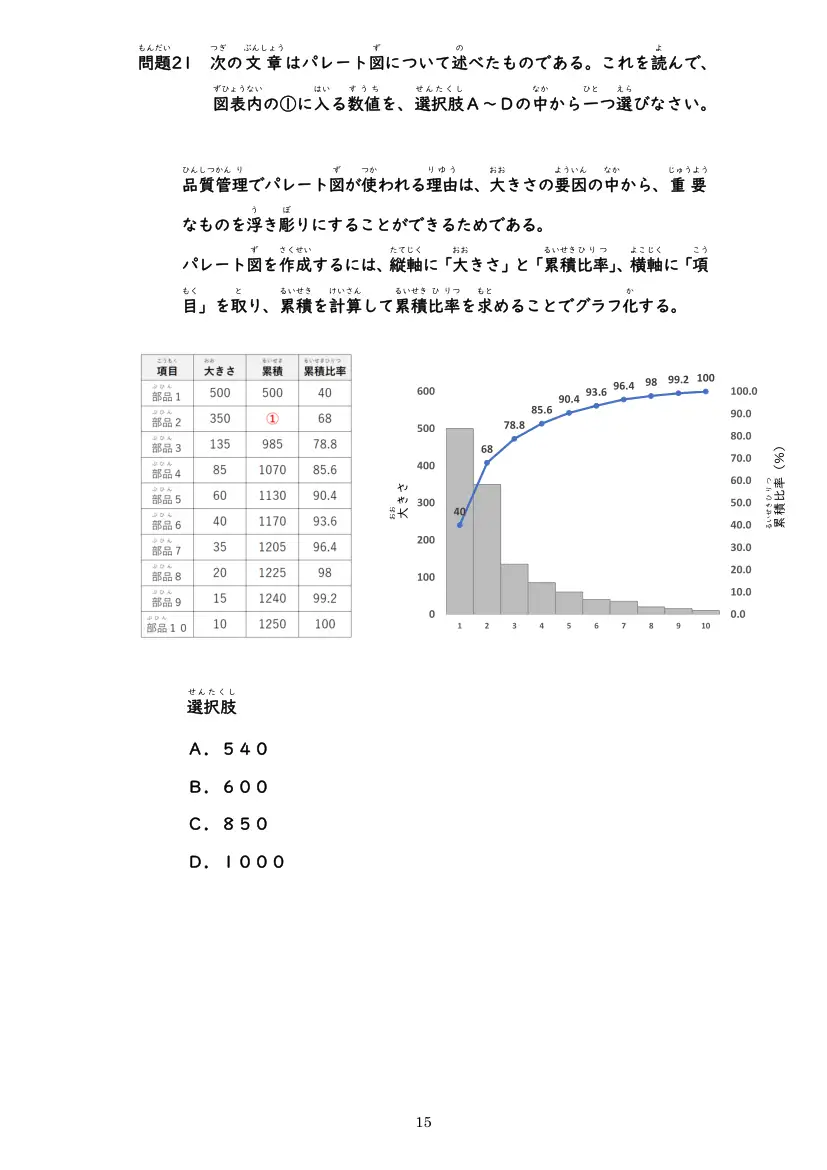 問題21　次の文章はパレート図について述べたものである。これを読んで、
図表内の①に入る数値を、選択肢A～Dの中から一つ選びなさい。
品質管理でパレート図が使われる理由は、大きさの要因の中から、重要
なものを浮き彫りにすることができるためである。
パレート図を作成するには、縦軸に「大きさ」と「累積比率」、横軸に「項
目」を取り、累積を計算して累積比率を求めることでグラフ化する。
項目 大きさ 累積 累積比率
部品1 500 500 40
部品2 350 ① 68
部品3 135 985 78.8
部品4 85 1070 85.6
部品5 60 1130 90.4
部品6 40 1170 93.6
部品7 35 1205 96.4
部品8 20 1225 98
部品9 15 1240 99.2
部品10 10 1250 100
大きさ
600
500
400
300
200
100
0
40 68 78.8 85.6 90.4 93.6 96.4 98 99.2 100
1 2 3 4 5 6 7 8 9 10
100.0
90.0
80.0
70.0
60.0
50.0
40.0
30.0
20.0
10.0
0.0
累積比率（%）
選択肢
A．540
B．600
C．850
D．1000
15